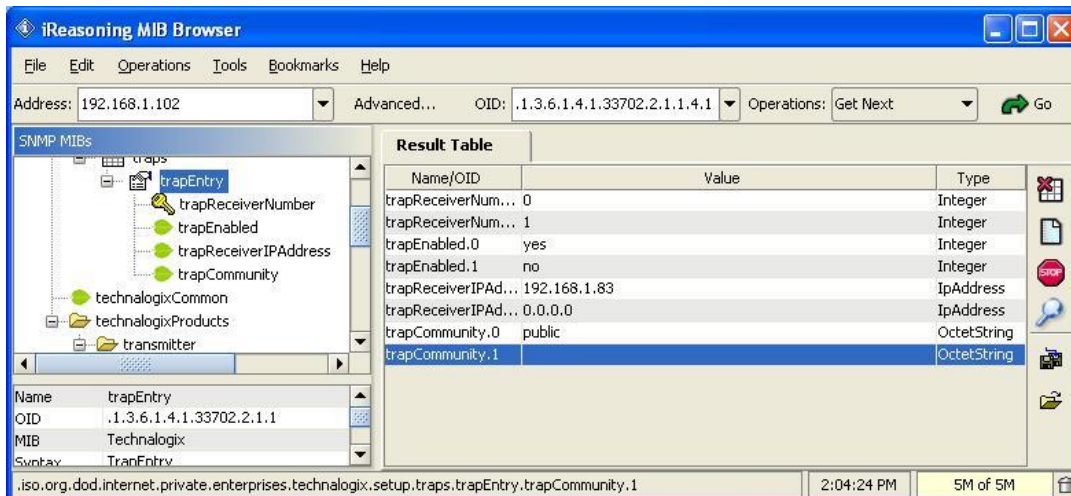 iReasoning MIB Browser
File Edit Operations Tools Bookmarks Help
Address: 192.168.1.102 Advanced... OID: .1.3.6.1.4.1.33702.2.1.1.4.1 Operations: Get Next Go
SNMP MIBs
traps
trapEntry
trapReceiverNumber
trapEnabled
trapReceiverIPAddress
trapCommunity
technalogixCommon
technalogixProducts
transmitter
Name trapEntry
OID .1.3.6.1.4.1.33702.2.1.1
MIB Technalogix
Syntax TrapEntry
Result Table
Name/OID Value Type
trapReceiverNum... 0 Integer
trapReceiverNum... 1 Integer
trapEnabled.0 yes Integer
trapEnabled.1 no Integer
trapReceiverIPAd... 192.168.1.83 IpAddress
trapReceiverIPAd... 0.0.0.0 IpAddress
trapCommunity.0 public OctetString
trapCommunity.1 OctetString
STOP
.iso.org.dod.internet.private.enterprises.technalogix.setup.traps.trapEntry.trapCommunity.1 2:04:24 PM 5M of 5M